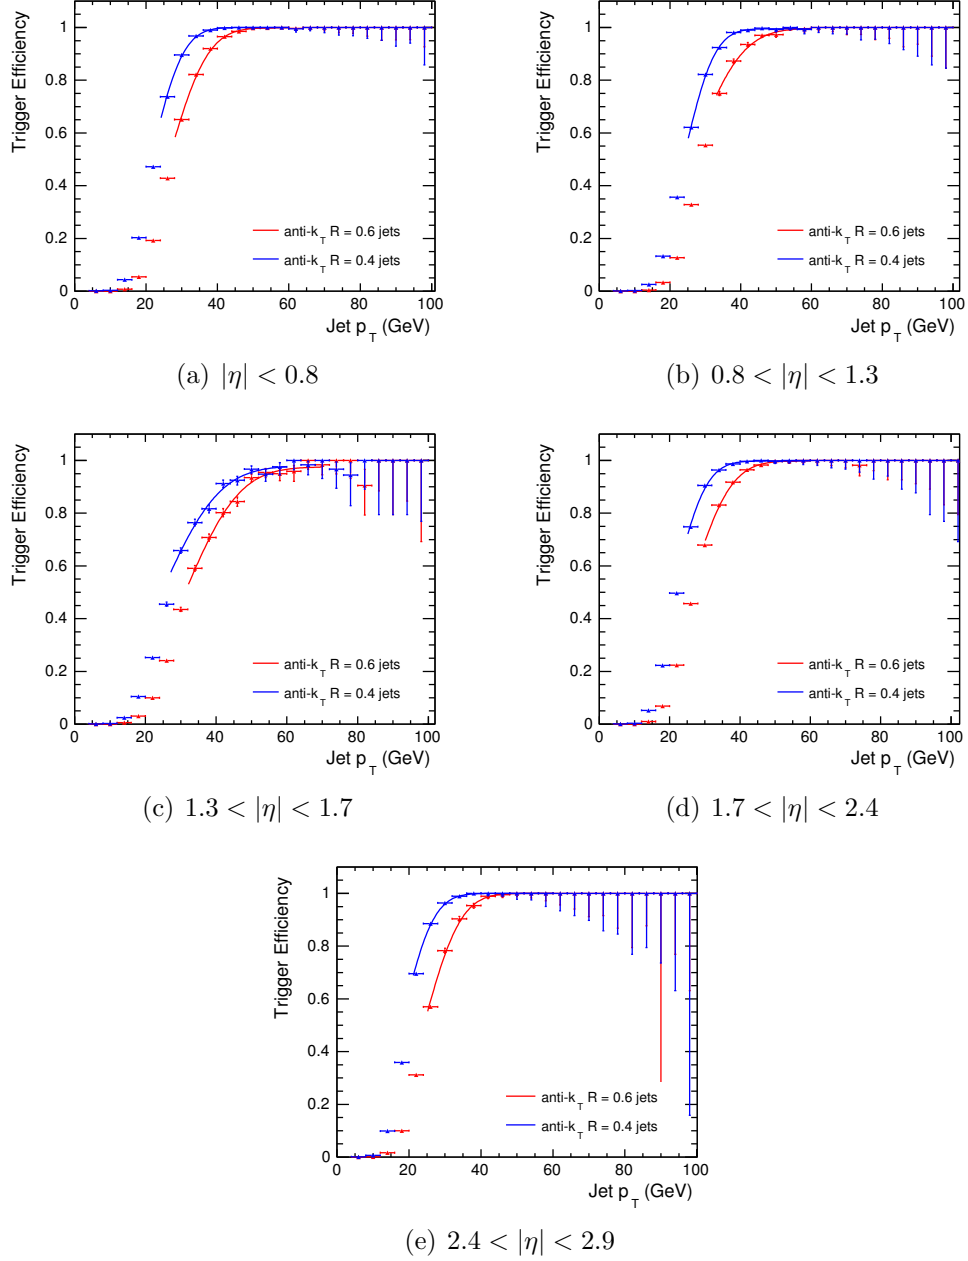 Trigger Efficiency
1
0.8
0.6
0.4
0.2
0
anti-k_T R = 0.6 jets
anti-k_T R = 0.4 jets
0 20 40 60 80 100
Jet p_T (GeV)
(a) |η| < 0.8
Trigger Efficiency
1
0.8
0.6
0.4
0.2
0
anti-k_T R = 0.6 jets
anti-k_T R = 0.4 jets
0 20 40 60 80 100
Jet p_T (GeV)
(b) 0.8 < |η| < 1.3
Trigger Efficiency
1
0.8
0.6
0.4
0.2
0
anti-k_T R = 0.6 jets
anti-k_T R = 0.4 jets
0 20 40 60 80 100
Jet p_T (GeV)
(c) 1.3 < |η| < 1.7
Trigger Efficiency
1
0.8
0.6
0.4
0.2
0
anti-k_T R = 0.6 jets
anti-k_T R = 0.4 jets
0 20 40 60 80 100
Jet p_T (GeV)
(d) 1.7 < |η| < 2.4
Trigger Efficiency
1
0.8
0.6
0.4
0.2
0
anti-k_T R = 0.6 jets
anti-k_T R = 0.4 jets
0 20 40 60 80 100
Jet p_T (GeV)
(e) 2.4 < |η| < 2.9